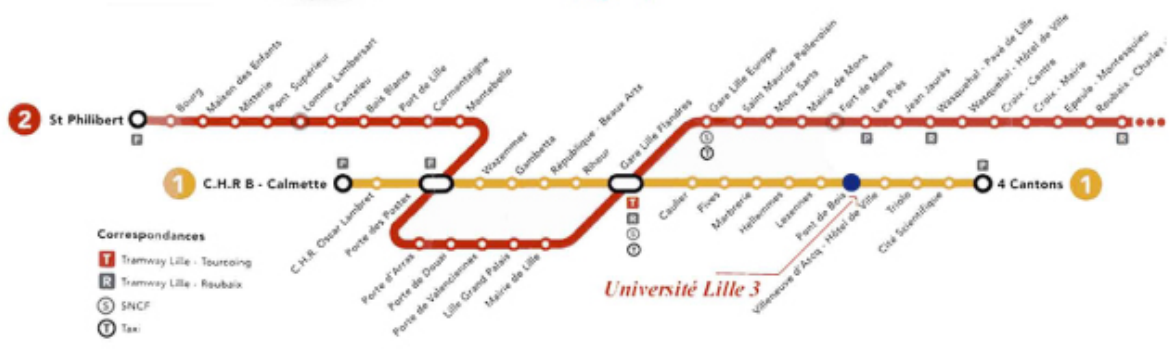 2
St Philibert
P
Bourg
Maison des Enfants
Mitterie
Pont Supérieur
Lomme Lambersart
Canteleu
Bois Blancs
Port de Lille
Cormontaigne
Montebello
Gare Lille Europe
S
T
Saint Maurice Pellevoisin
Mons Sarts
Mairie de Mons
Fort de Mons
Les Prés
P
Jean Jaurès
Wasquehal - Pavé de Lille
R
Wasquehal - Hôtel de Ville
Croix - Centre
Croix - Mairie
Epeule - Montesquieu
Roubaix - Charles -
R
1
C.H.R B - Calmette
P
C.H.R. Oscar Lambret
Porte des Postes
P
Wazemmes
Gambetta
République - Beaux Arts
Rihour
Gare Lille Flandres
T
R
S
T
Caulier
Fives
Marbrerie
Hellemmes
Lezennes
Pont de Bois
Villeneuve d'Ascq - Hôtel de Ville
Triolo
Cité Scientifique
P
4 Cantons
1
Porte d'Arras
Porte de Douai
Porte de Valenciennes
Lille Grand Palais
Mairie de Lille
Université Lille 3
Correspondances
T Tramway Lille - Tourcoing
R Tramway Lille - Roubaix
S SNCF
T Taxi